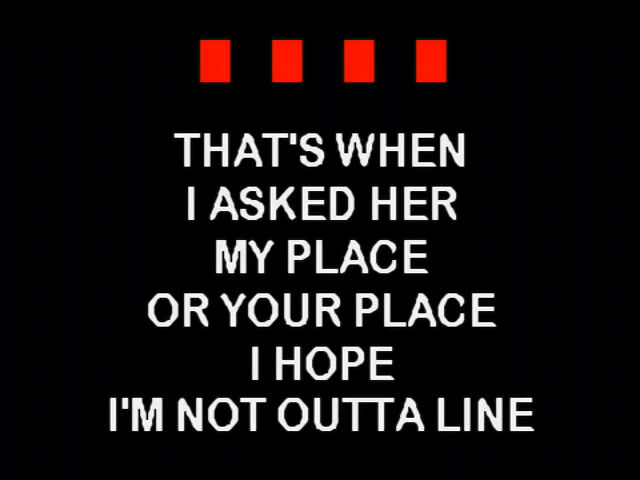 THAT'S WHEN
I ASKED HER
MY PLACE
OR YOUR PLACE
I HOPE
I'M NOT OUTTA LINE